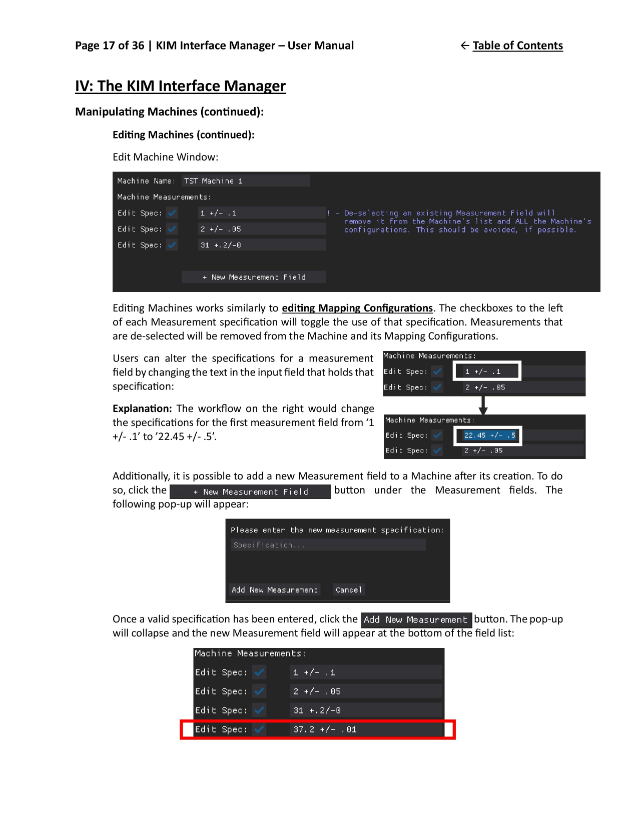 Page 17 of 36 | KIM Interface Manager – User Manual
← Table of Contents
IV: The KIM Interface Manager
Manipulating Machines (continued):
Editing Machines (continued):
Edit Machine Window:
Machine Name: TST Machine 1
Machine Measurements:
Edit Spec: 1 +/- .1
! - De-selecting an existing Measurement Field will
remove it from the Machine's list and ALL the Machine's
Edit Spec: 2 +/- .05
configurations. This should be avoided, if possible.
Edit Spec: 31 +.2/-0
+ New Measurement Field
Editing Machines works similarly to editing Mapping Configurations. The checkboxes to the left
of each Measurement specification will toggle the use of that specification. Measurements that
are de-selected will be removed from the Machine and its Mapping Configurations.
Users can alter the specifications for a measurement
field by changing the text in the input field that holds that
specification:
Explanation: The workflow on the right would change
the specifications for the first measurement field from ‘1
+/- .1’ to ’22.45 +/- .5’.
Machine Measurements:
Edit Spec: 1 +/- .1
Edit Spec: 2 +/- .05
Machine Measurements:
Edit Spec: 22.45 +/- .5
Edit Spec: 2 +/- .05
Additionally, it is possible to add a new Measurement field to a Machine after its creation. To do
so, click the + New Measurement Field button under the Measurement fields. The
following pop-up will appear:
Please enter the new measurement specification:
Specification...
Add New Measurement Cancel
Once a valid specification has been entered, click the Add New Measurement button. The pop-up
will collapse and the new Measurement field will appear at the bottom of the field list:
Machine Measurements:
Edit Spec: 1 +/- .1
Edit Spec: 2 +/- .05
Edit Spec: 31 +.2/-0
Edit Spec: 37.2 +/- .01